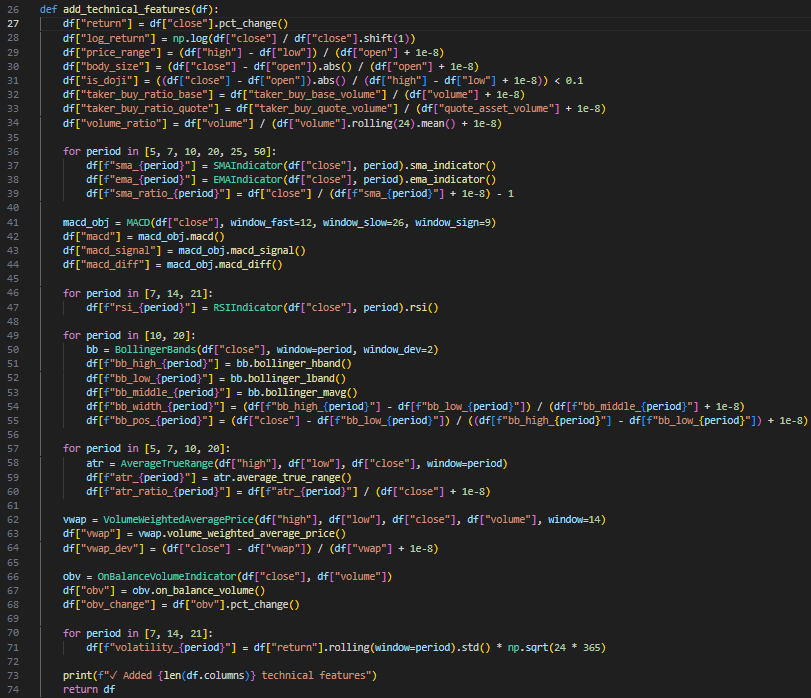 26 def add_technical_features(df):
27     df["return"] = df["close"].pct_change()
28     df["log_return"] = np.log(df["close"] / df["close"].shift(1))
29     df["price_range"] = (df["high"] - df["low"]) / (df["open"] + 1e-8)
30     df["body_size"] = (df["close"] - df["open"]).abs() / (df["open"] + 1e-8)
31     df["is_doji"] = ((df["close"] - df["open"]).abs() / (df["high"] - df["low"] + 1e-8)) < 0.1
32     df["taker_buy_ratio_base"] = df["taker_buy_base_volume"] / (df["volume"] + 1e-8)
33     df["taker_buy_ratio_quote"] = df["taker_buy_quote_volume"] / (df["quote_asset_volume"] + 1e-8)
34     df["volume_ratio"] = df["volume"] / (df["volume"].rolling(24).mean() + 1e-8)
35
36     for period in [5, 7, 10, 20, 25, 50]:
37         df[f"sma_{period}"] = SMAIndicator(df["close"], period).sma_indicator()
38         df[f"ema_{period}"] = EMAIndicator(df["close"], period).ema_indicator()
39         df[f"sma_ratio_{period}"] = df["close"] / (df[f"sma_{period}"] + 1e-8) - 1
40
41     macd_obj = MACD(df["close"], window_fast=12, window_slow=26, window_sign=9)
42     df["macd"] = macd_obj.macd()
43     df["macd_signal"] = macd_obj.macd_signal()
44     df["macd_diff"] = macd_obj.macd_diff()
45
46     for period in [7, 14, 21]:
47         df[f"rsi_{period}"] = RSIIndicator(df["close"], period).rsi()
48
49     for period in [10, 20]:
50         bb = BollingerBands(df["close"], window=period, window_dev=2)
51         df[f"bb_high_{period}"] = bb.bollinger_hband()
52         df[f"bb_low_{period}"] = bb.bollinger_lband()
53         df[f"bb_middle_{period}"] = bb.bollinger_mavg()
54         df[f"bb_width_{period}"] = (df[f"bb_high_{period}"] - df[f"bb_low_{period}"]) / (df[f"bb_middle_{period}"] + 1e-8)
55         df[f"bb_pos_{period}"] = (df["close"] - df[f"bb_low_{period}"]) / ((df[f"bb_high_{period}"] - df[f"bb_low_{period}"]) + 1e-8)
56
57     for period in [5, 7, 10, 20]:
58         atr = AverageTrueRange(df["high"], df["low"], df["close"], window=period)
59         df[f"atr_{period}"] = atr.average_true_range()
60         df[f"atr_ratio_{period}"] = df[f"atr_{period}"] / (df["close"] + 1e-8)
61
62     vwap = VolumeWeightedAveragePrice(df["high"], df["low"], df["close"], df["volume"], window=14)
63     df["vwap"] = vwap.volume_weighted_average_price()
64     df["vwap_dev"] = (df["close"] - df["vwap"]) / (df["vwap"] + 1e-8)
65
66     obv = OnBalanceVolumeIndicator(df["close"], df["volume"])
67     df["obv"] = obv.on_balance_volume()
68     df["obv_change"] = df["obv"].pct_change()
69
70     for period in [7, 14, 21]:
71         df[f"volatility_{period}"] = df["return"].rolling(window=period).std() * np.sqrt(24 * 365)
72
73     print(f"✓ Added {len(df.columns)} technical features")
74     return df